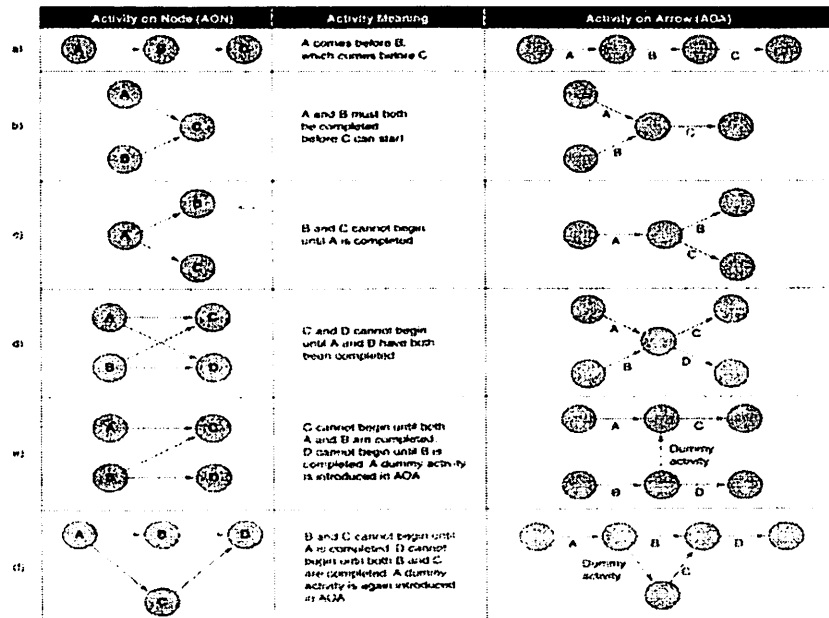 Activity on Node (AON)
Activity Meaning
Activity on Arrow (AOA)
a)
A
B
D
A comes before B,
which comes before C
A
B
C
b)
A
D
C
A and B must both
be completed
before C can start
A
B
C
c)
A
B
C
B and C cannot begin
until A is completed
A
B
C
d)
A
B
C
D
C and D cannot begin
until A and B have both
been completed
A
B
C
D
e)
A
B
C
D
C cannot begin until both
A and B are completed
D cannot begin until B is
completed. A dummy activity
is introduced in AOA
A
C
Dummy
activity
B
D
f)
A
B
D
C
B and C cannot begin until
A is completed. D cannot
begin until both B and C
are completed. A dummy
activity is again introduced
in AOA
A
B
D
Dummy
activity
C